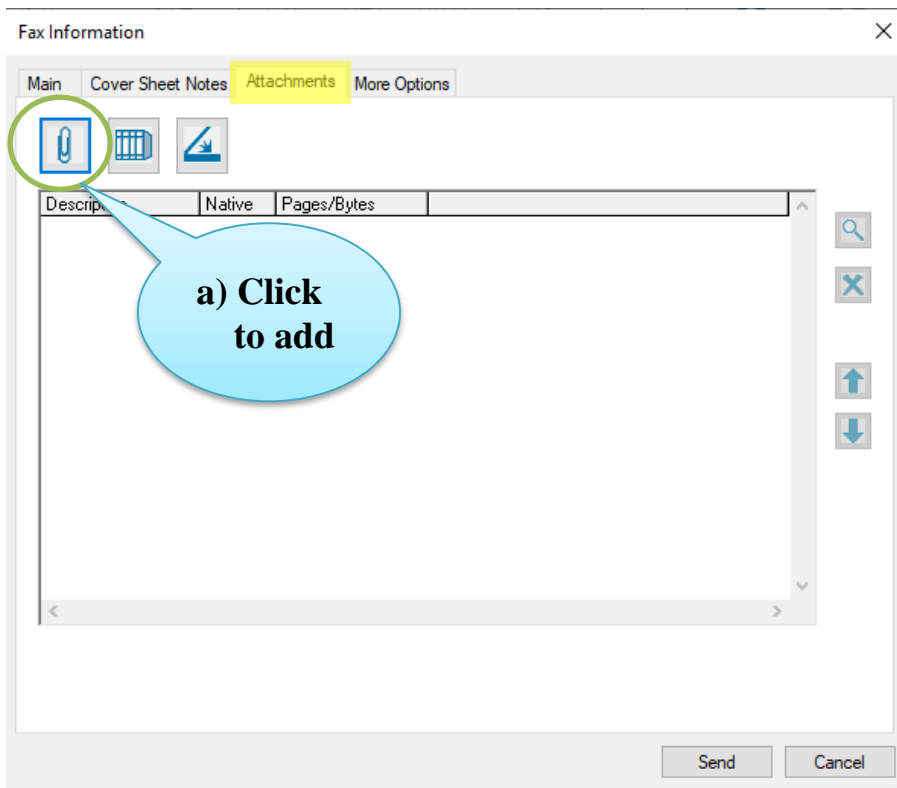 Fax Information
Main Cover Sheet Notes Attachments More Options
Native Pages/Bytes
a) Click
to add
Send Cancel